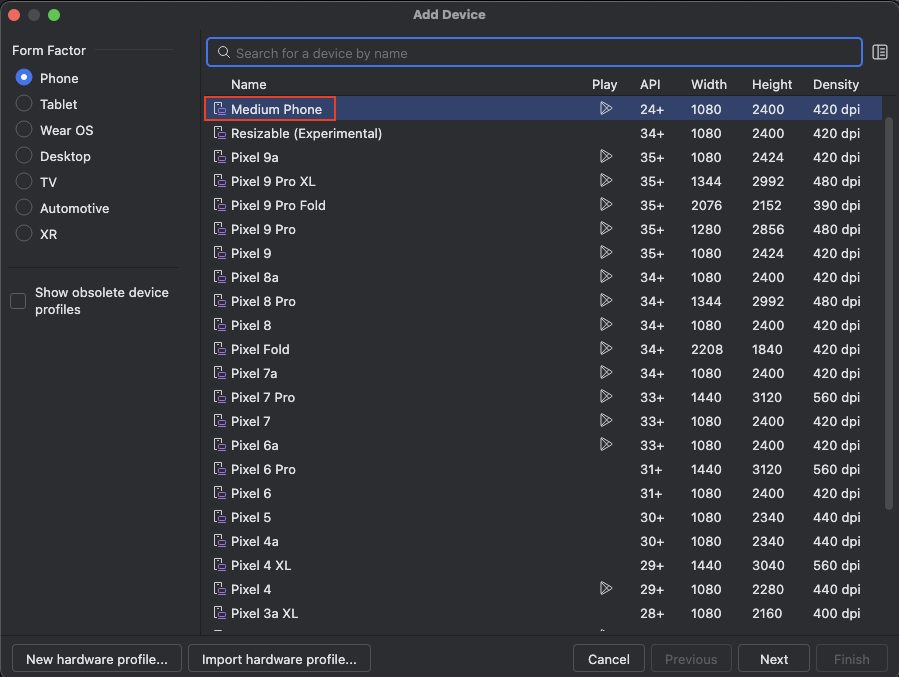 Add Device
Form Factor
Phone
Tablet
Wear OS
Desktop
TV
Automotive
XR
Show obsolete device
profiles
Search for a device by name
Name Play API Width Height Density
Medium Phone 24+ 1080 2400 420 dpi
Resizable (Experimental) 34+ 1080 2400 420 dpi
Pixel 9a 35+ 1080 2424 420 dpi
Pixel 9 Pro XL 35+ 1344 2992 480 dpi
Pixel 9 Pro Fold 35+ 2076 2152 390 dpi
Pixel 9 Pro 35+ 1280 2856 480 dpi
Pixel 9 35+ 1080 2424 420 dpi
Pixel 8a 34+ 1080 2400 420 dpi
Pixel 8 Pro 34+ 1344 2992 480 dpi
Pixel 8 34+ 1080 2400 420 dpi
Pixel Fold 34+ 2208 1840 420 dpi
Pixel 7a 34+ 1080 2400 420 dpi
Pixel 7 Pro 33+ 1440 3120 560 dpi
Pixel 7 33+ 1080 2400 420 dpi
Pixel 6a 33+ 1080 2400 420 dpi
Pixel 6 Pro 31+ 1440 3120 560 dpi
Pixel 6 31+ 1080 2400 420 dpi
Pixel 5 30+ 1080 2340 440 dpi
Pixel 4a 30+ 1080 2340 440 dpi
Pixel 4 XL 29+ 1440 3040 560 dpi
Pixel 4 29+ 1080 2280 440 dpi
Pixel 3a XL 28+ 1080 2160 400 dpi
New hardware profile... Import hardware profile... Cancel Previous Next Finish